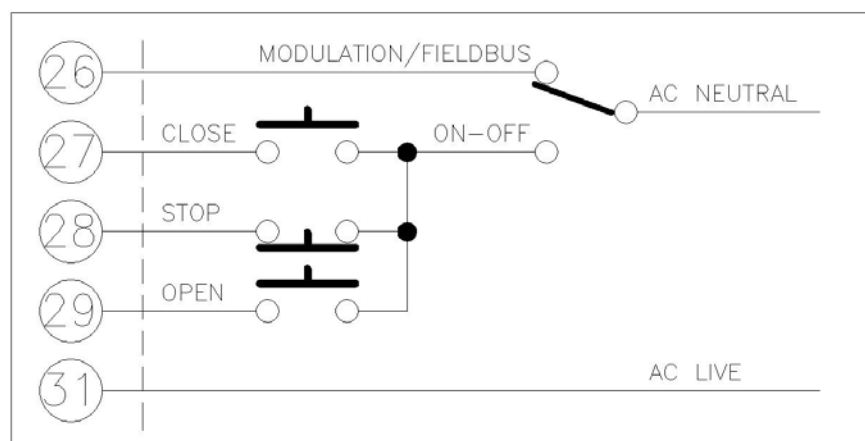 26 MODULATION/FIELDBUS
AC NEUTRAL
27 CLOSE ON-OFF
28 STOP
29 OPEN
31 AC LIVE